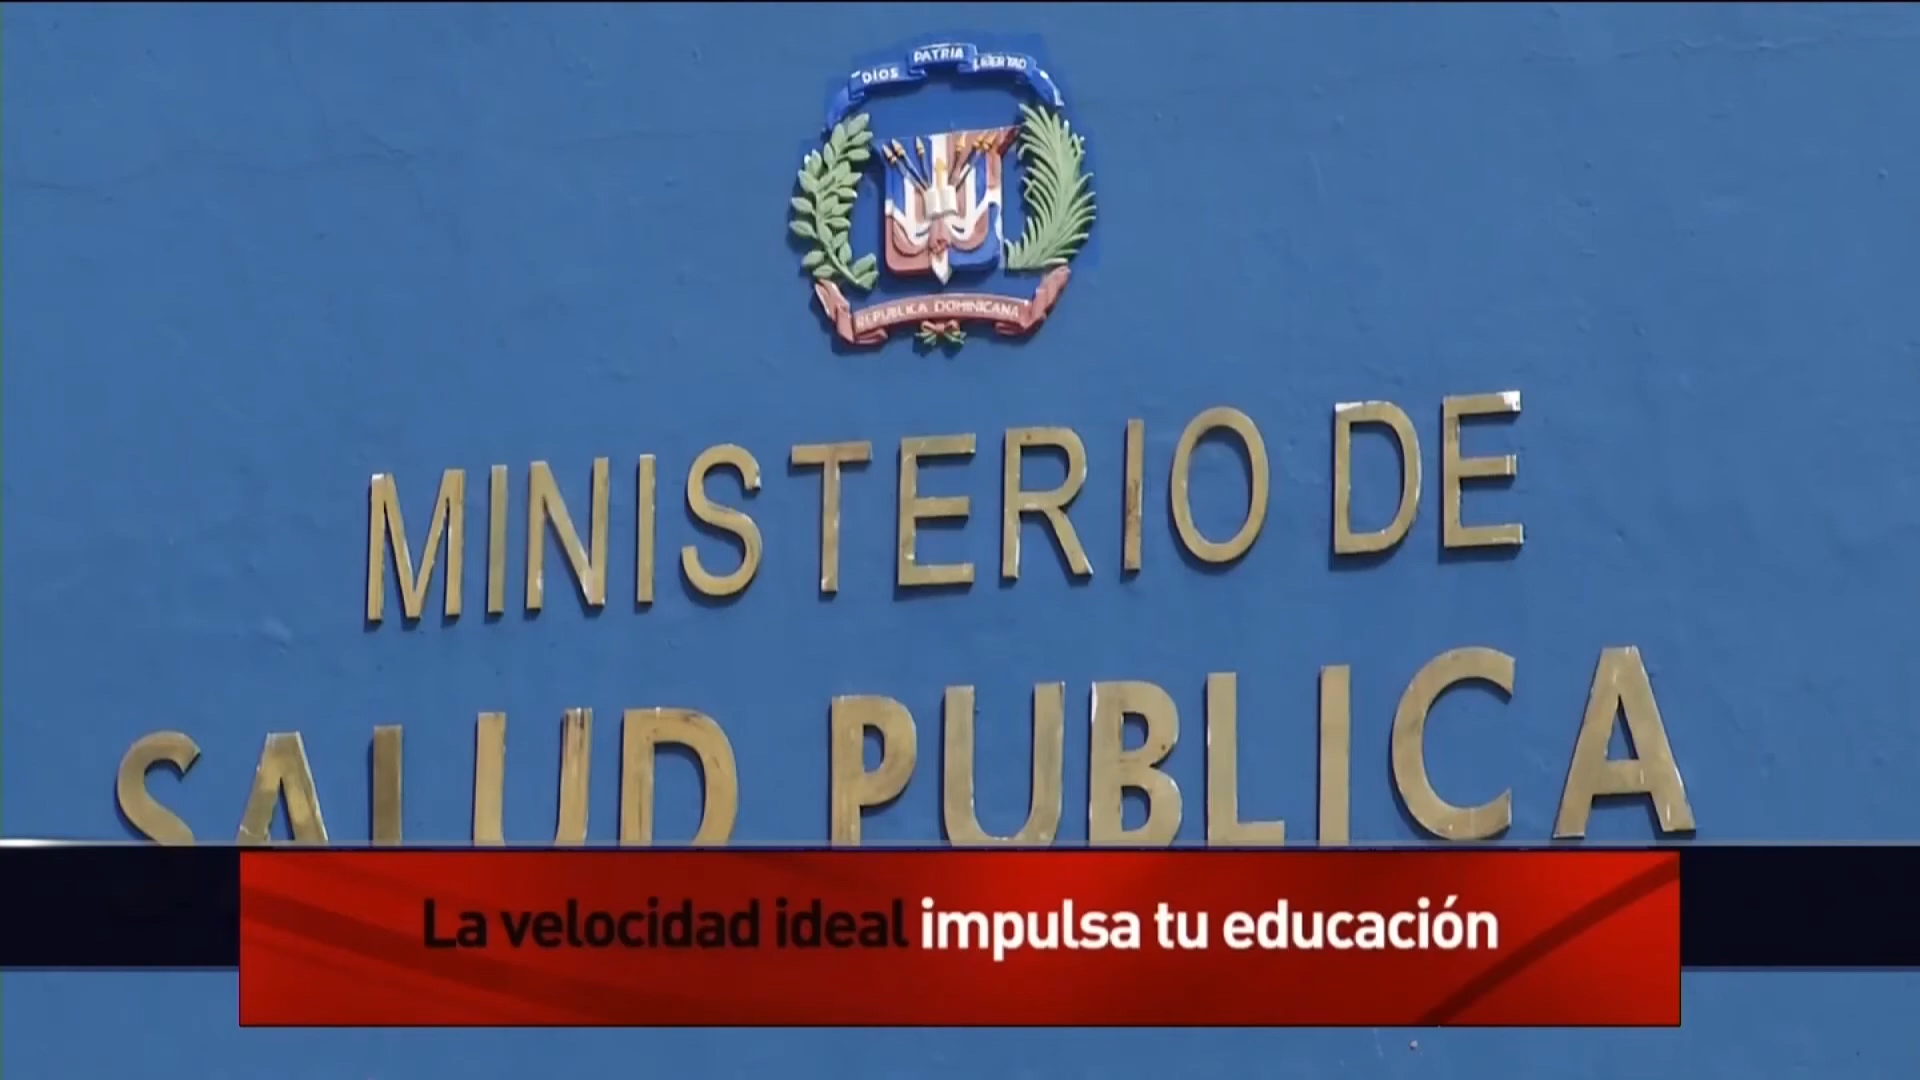 DIOS PATRIA LIBERTAD
REPUBLICA DOMINICANA
MINISTERIO DE
SALUD PUBLICA
La velocidad ideal impulsa tu educación